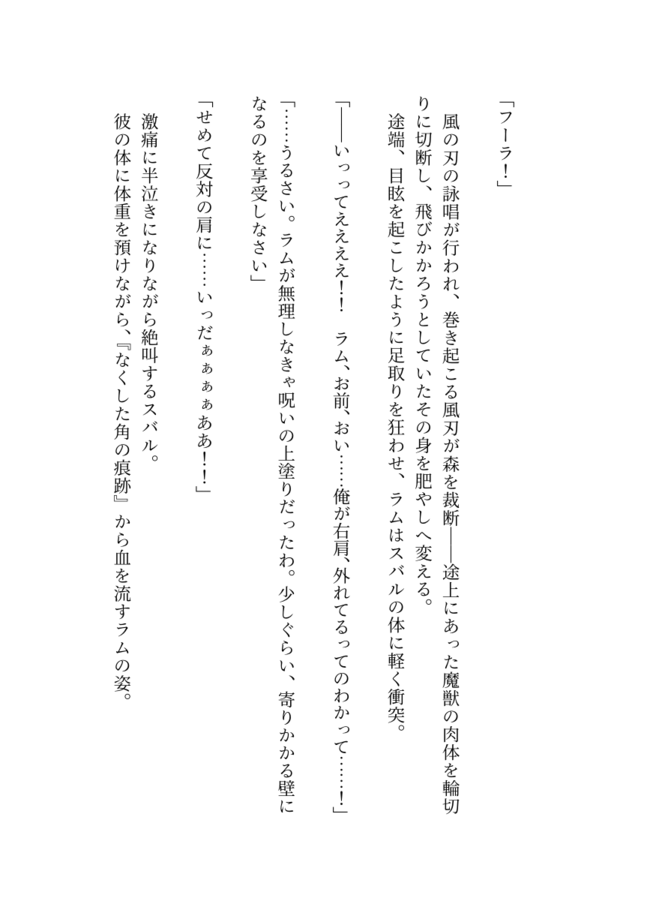 「フーラ！」
　風の刃の詠唱が行われ、巻き起こる風刃が森を裁断――途上にあった魔獣の肉体を輪切
りに切断し、飛びかかろうとしていたその身を肥やしへ変える。
　途端、目眩を起こしたように足取りを狂わせ、ラムはスバルの体に軽く衝突。
「――いっってえええぇ！！　ラム、お前、おい……俺が右肩、外れてるってのわかって……！」
「……うるさい。ラムが無理しなきゃ呪いの上塗りだったわ。少しぐらい、寄りかかる壁に
なるのを享受しなさい」
「せめて反対の肩に……いっだぁぁぁぁああ！！」
　激痛に半泣きになりながら絶叫するスバル。
　彼の体に体重を預けながら、『なくした角の痕跡』から血を流すラムの姿。